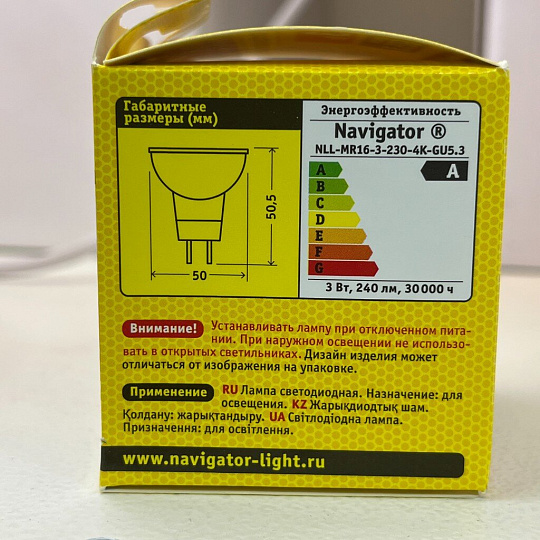 Габаритные
размеры (мм)
50,5
50
Энергоэффективность
Navigator ®
NLL-MR16-3-230-4K-GU5.3
A
A
B
C
D
E
F
G
3 Вт, 240 лм, 30 000 ч
Внимание! Устанавливать лампу при отключенном пита-
нии. При наружном освещении не использо-
вать в открытых светильниках. Дизайн изделия может
отличаться от изображения на упаковке.
Применение RU Лампа светодиодная. Назначение: для
освещения. KZ Жарықдиодтық шам.
Қолдану: жарықтандыру. UA Світлодіодна лампа.
Призначення: для освітлення.
www.navigator-light.ru